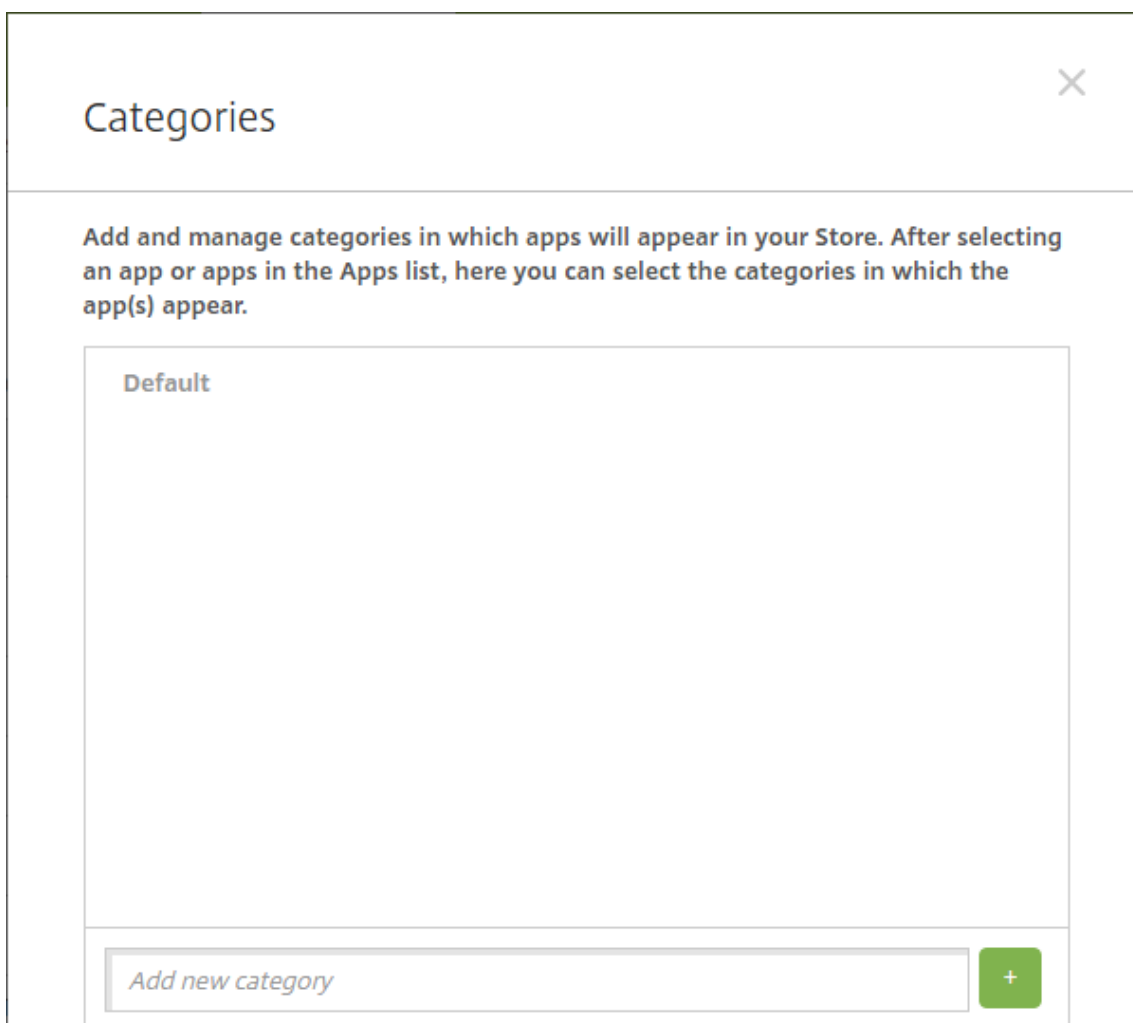 Categories
Add and manage categories in which apps will appear in your Store. After selecting
an app or apps in the Apps list, here you can select the categories in which the
app(s) appear.
Default
Add new category
+